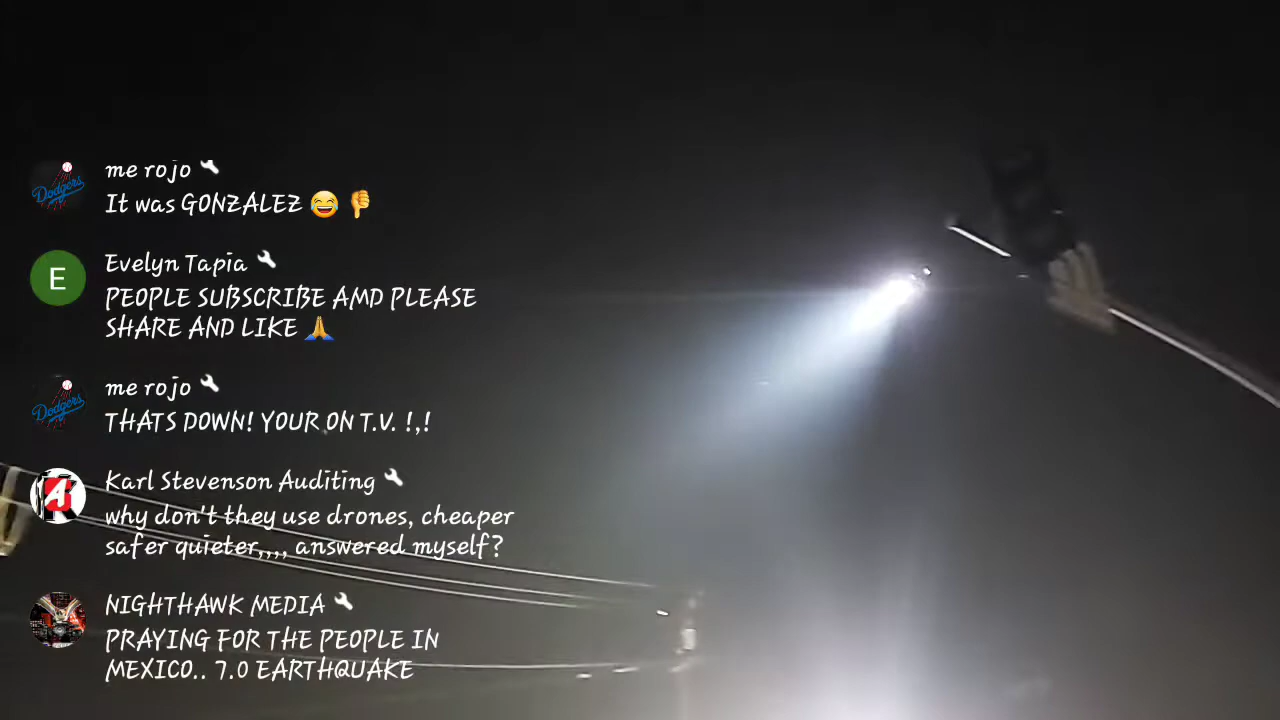 me rojo
Dodgers
It was GONZALEZ 😂 👎
Evelyn Tapia
E
PEOPLE SUBSCRIBE AMD PLEASE
SHARE AND LIKE 🙏
me rojo
Dodgers
THATS DOWN! YOUR ON T.V. !,!
Karl Stevenson Auditing
why don't they use drones, cheaper
safer quieter,,,, answered myself?
NIGHTHAWK MEDIA
PRAYING FOR THE PEOPLE IN
MEXICO.. 7.0 EARTHQUAKE